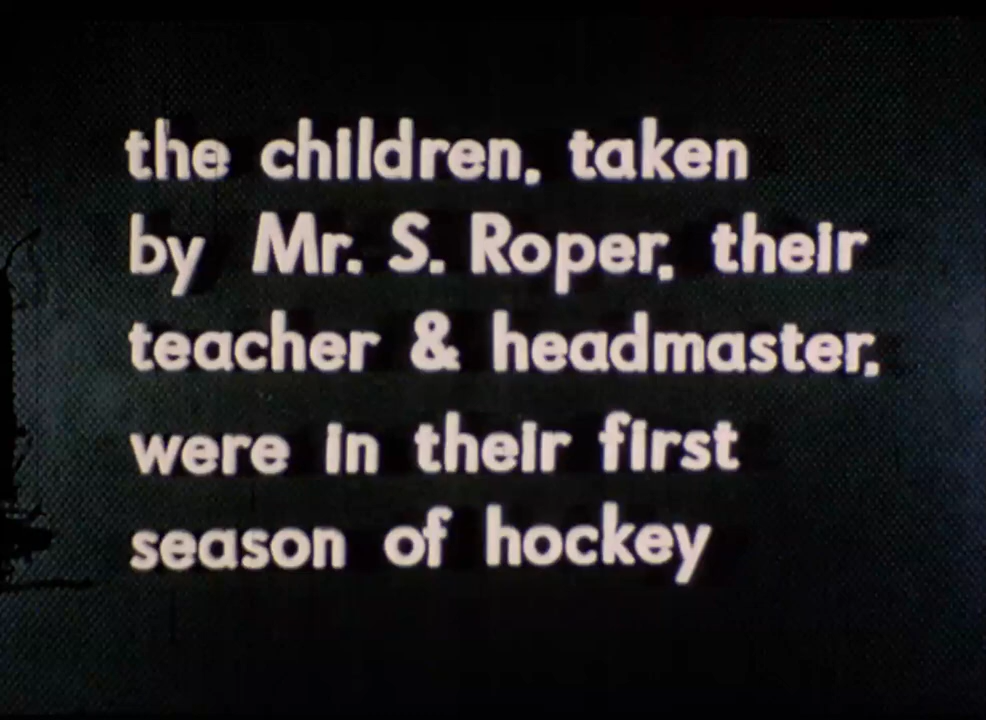 the children, taken
by Mr. S. Roper, their
teacher & headmaster,
were in their first
season of hockey